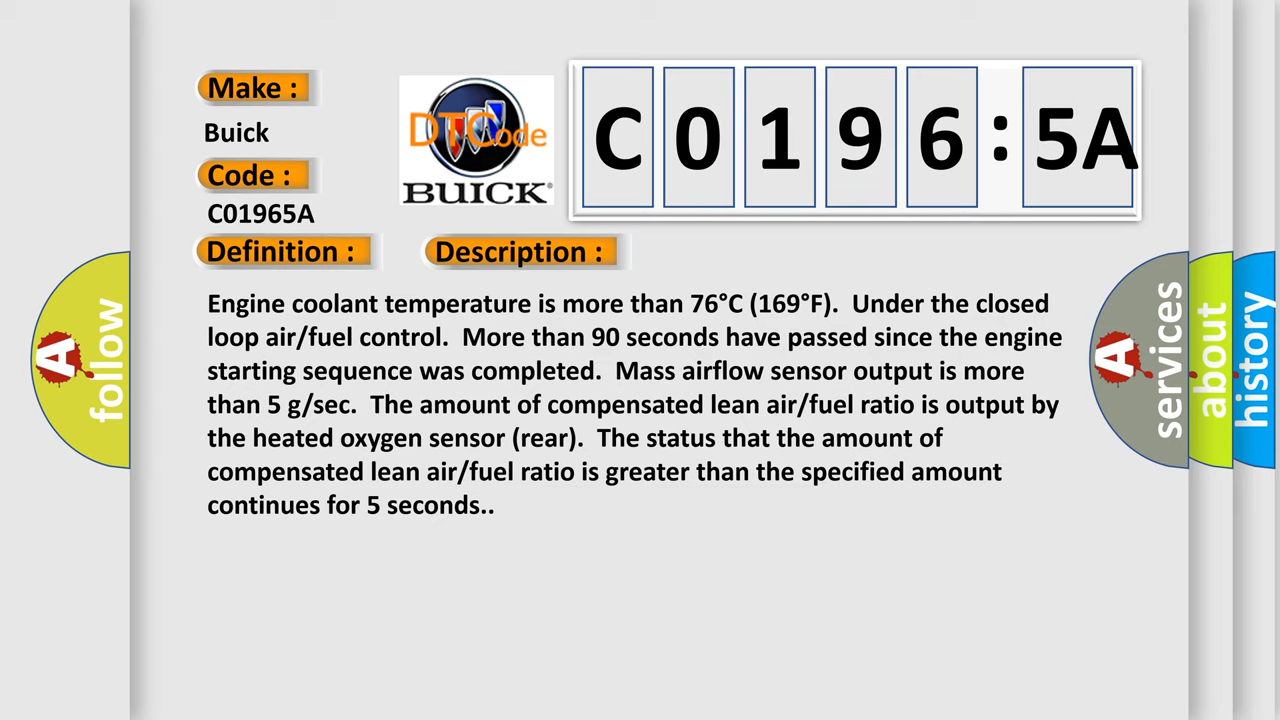 Make :
Buick
Code :
C01965A
Definition :
Description :
DTCode
BUICK®
C0196:5A
Engine coolant temperature is more than 76°C (169°F).  Under the closed
loop air/fuel control.  More than 90 seconds have passed since the engine
starting sequence was completed.  Mass airflow sensor output is more
than 5 g/sec.  The amount of compensated lean air/fuel ratio is output by
the heated oxygen sensor (rear).  The status that the amount of
compensated lean air/fuel ratio is greater than the specified amount
continues for 5 seconds..
A
follow
A
services
about
history